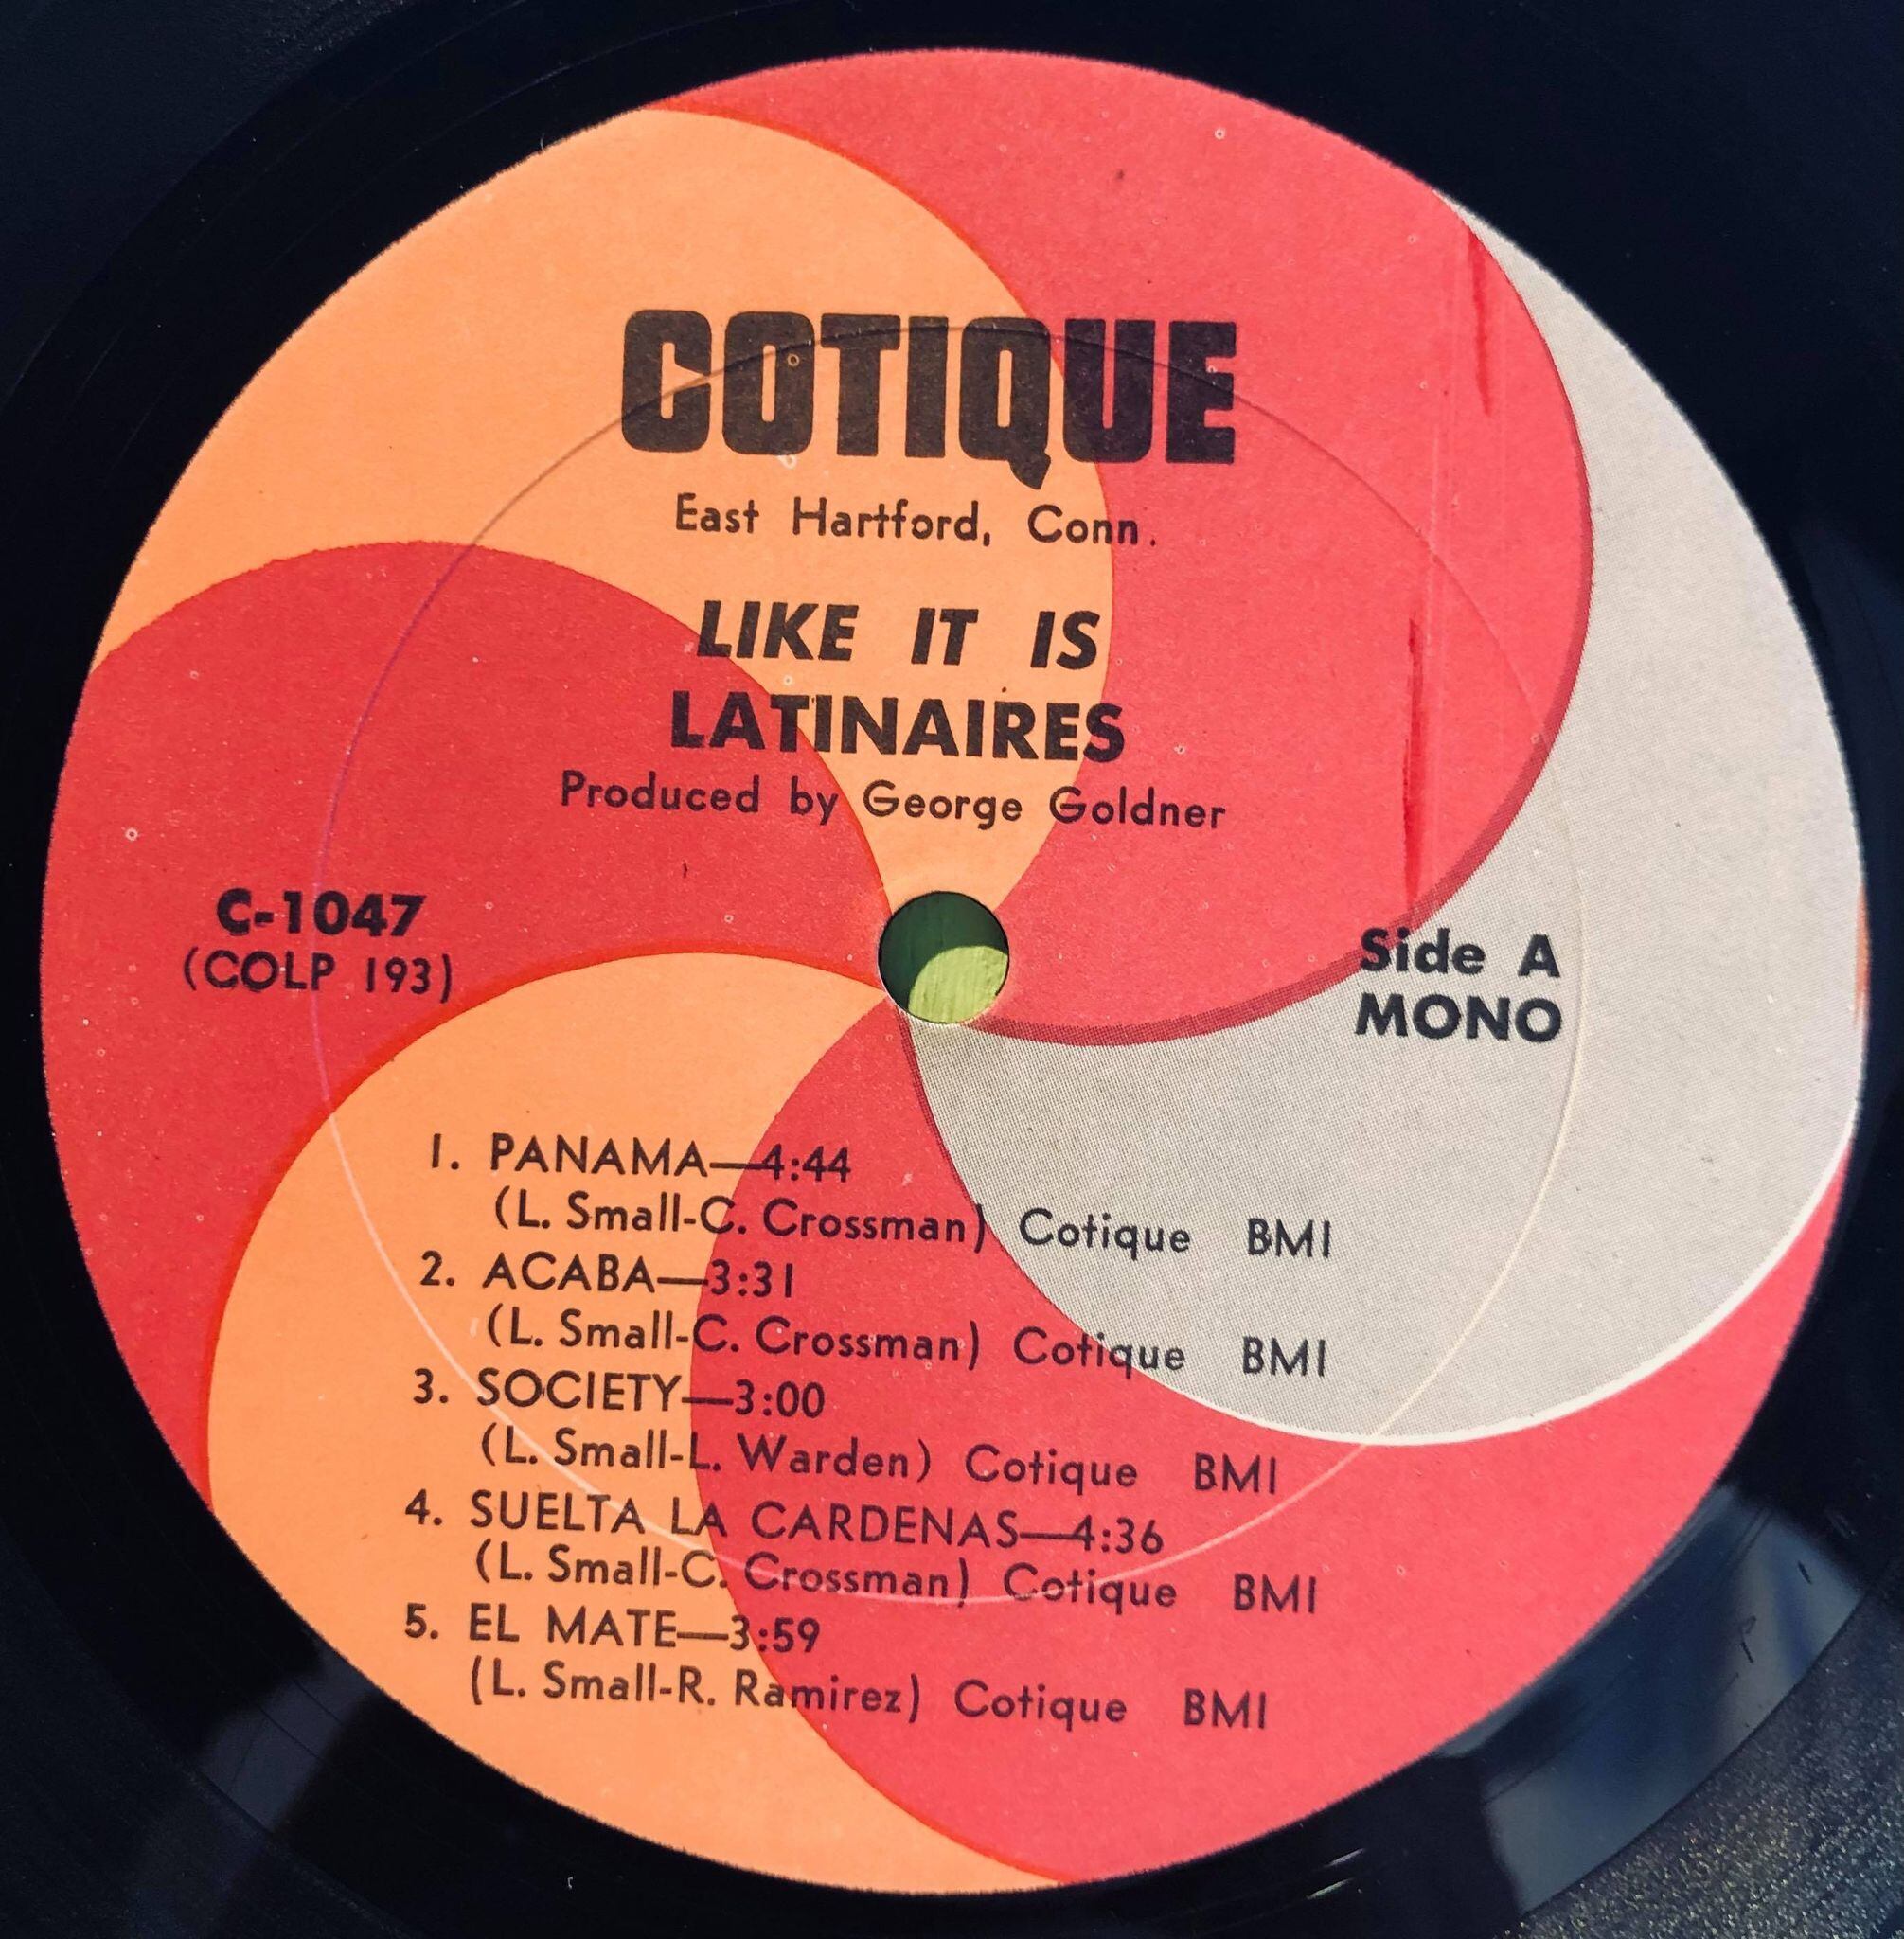 COTIQUE
East Hartford, Conn.
LIKE IT IS
LATINAIRES
Produced by George Goldner
C-1047
(COLP 193)
Side A
MONO
1. PANAMA—4:44
(L. Small-C. Crossman) Cotique BMI
2. ACABA—3:31
(L. Small-C. Crossman) Cotique BMI
3. SOCIETY—3:00
(L. Small-L. Warden) Cotique BMI
4. SUELTA LA CARDENAS—4:36
(L. Small-C. Crossman) Cotique BMI
5. EL MATE—3:59
(L. Small-R. Ramirez) Cotique BMI